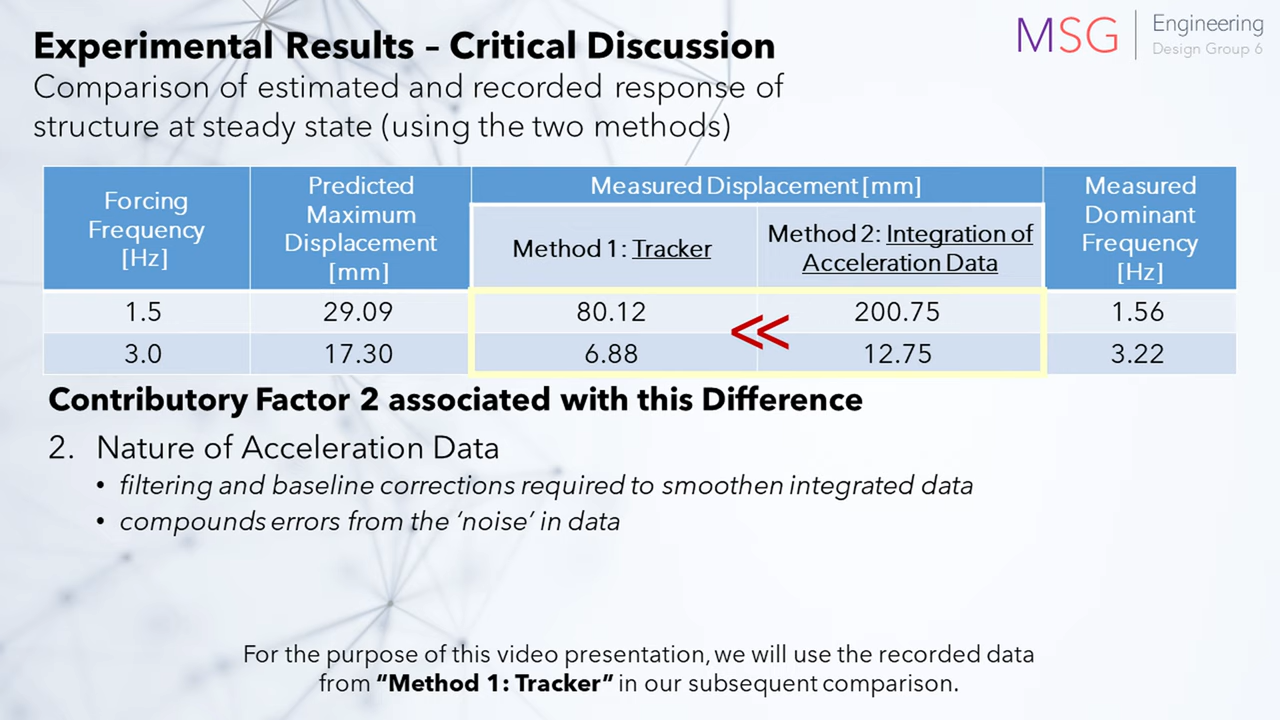 Experimental Results – Critical Discussion
MSG
Engineering
Design Group 6
Comparison of estimated and recorded response of
structure at steady state (using the two methods)
Forcing
Frequency
[Hz]
Predicted
Maximum
Displacement
[mm]
Measured Displacement [mm]
Method 1: Tracker
Method 2: Integration of
Acceleration Data
Measured
Dominant
Frequency
[Hz]
1.5 29.09 80.12 200.75 1.56
<<
3.0 17.30 6.88 12.75 3.22
Contributory Factor 2 associated with this Difference
2. Nature of Acceleration Data
• filtering and baseline corrections required to smoothen integrated data
• compounds errors from the ‘noise’ in data
For the purpose of this video presentation, we will use the recorded data
from “Method 1: Tracker” in our subsequent comparison.